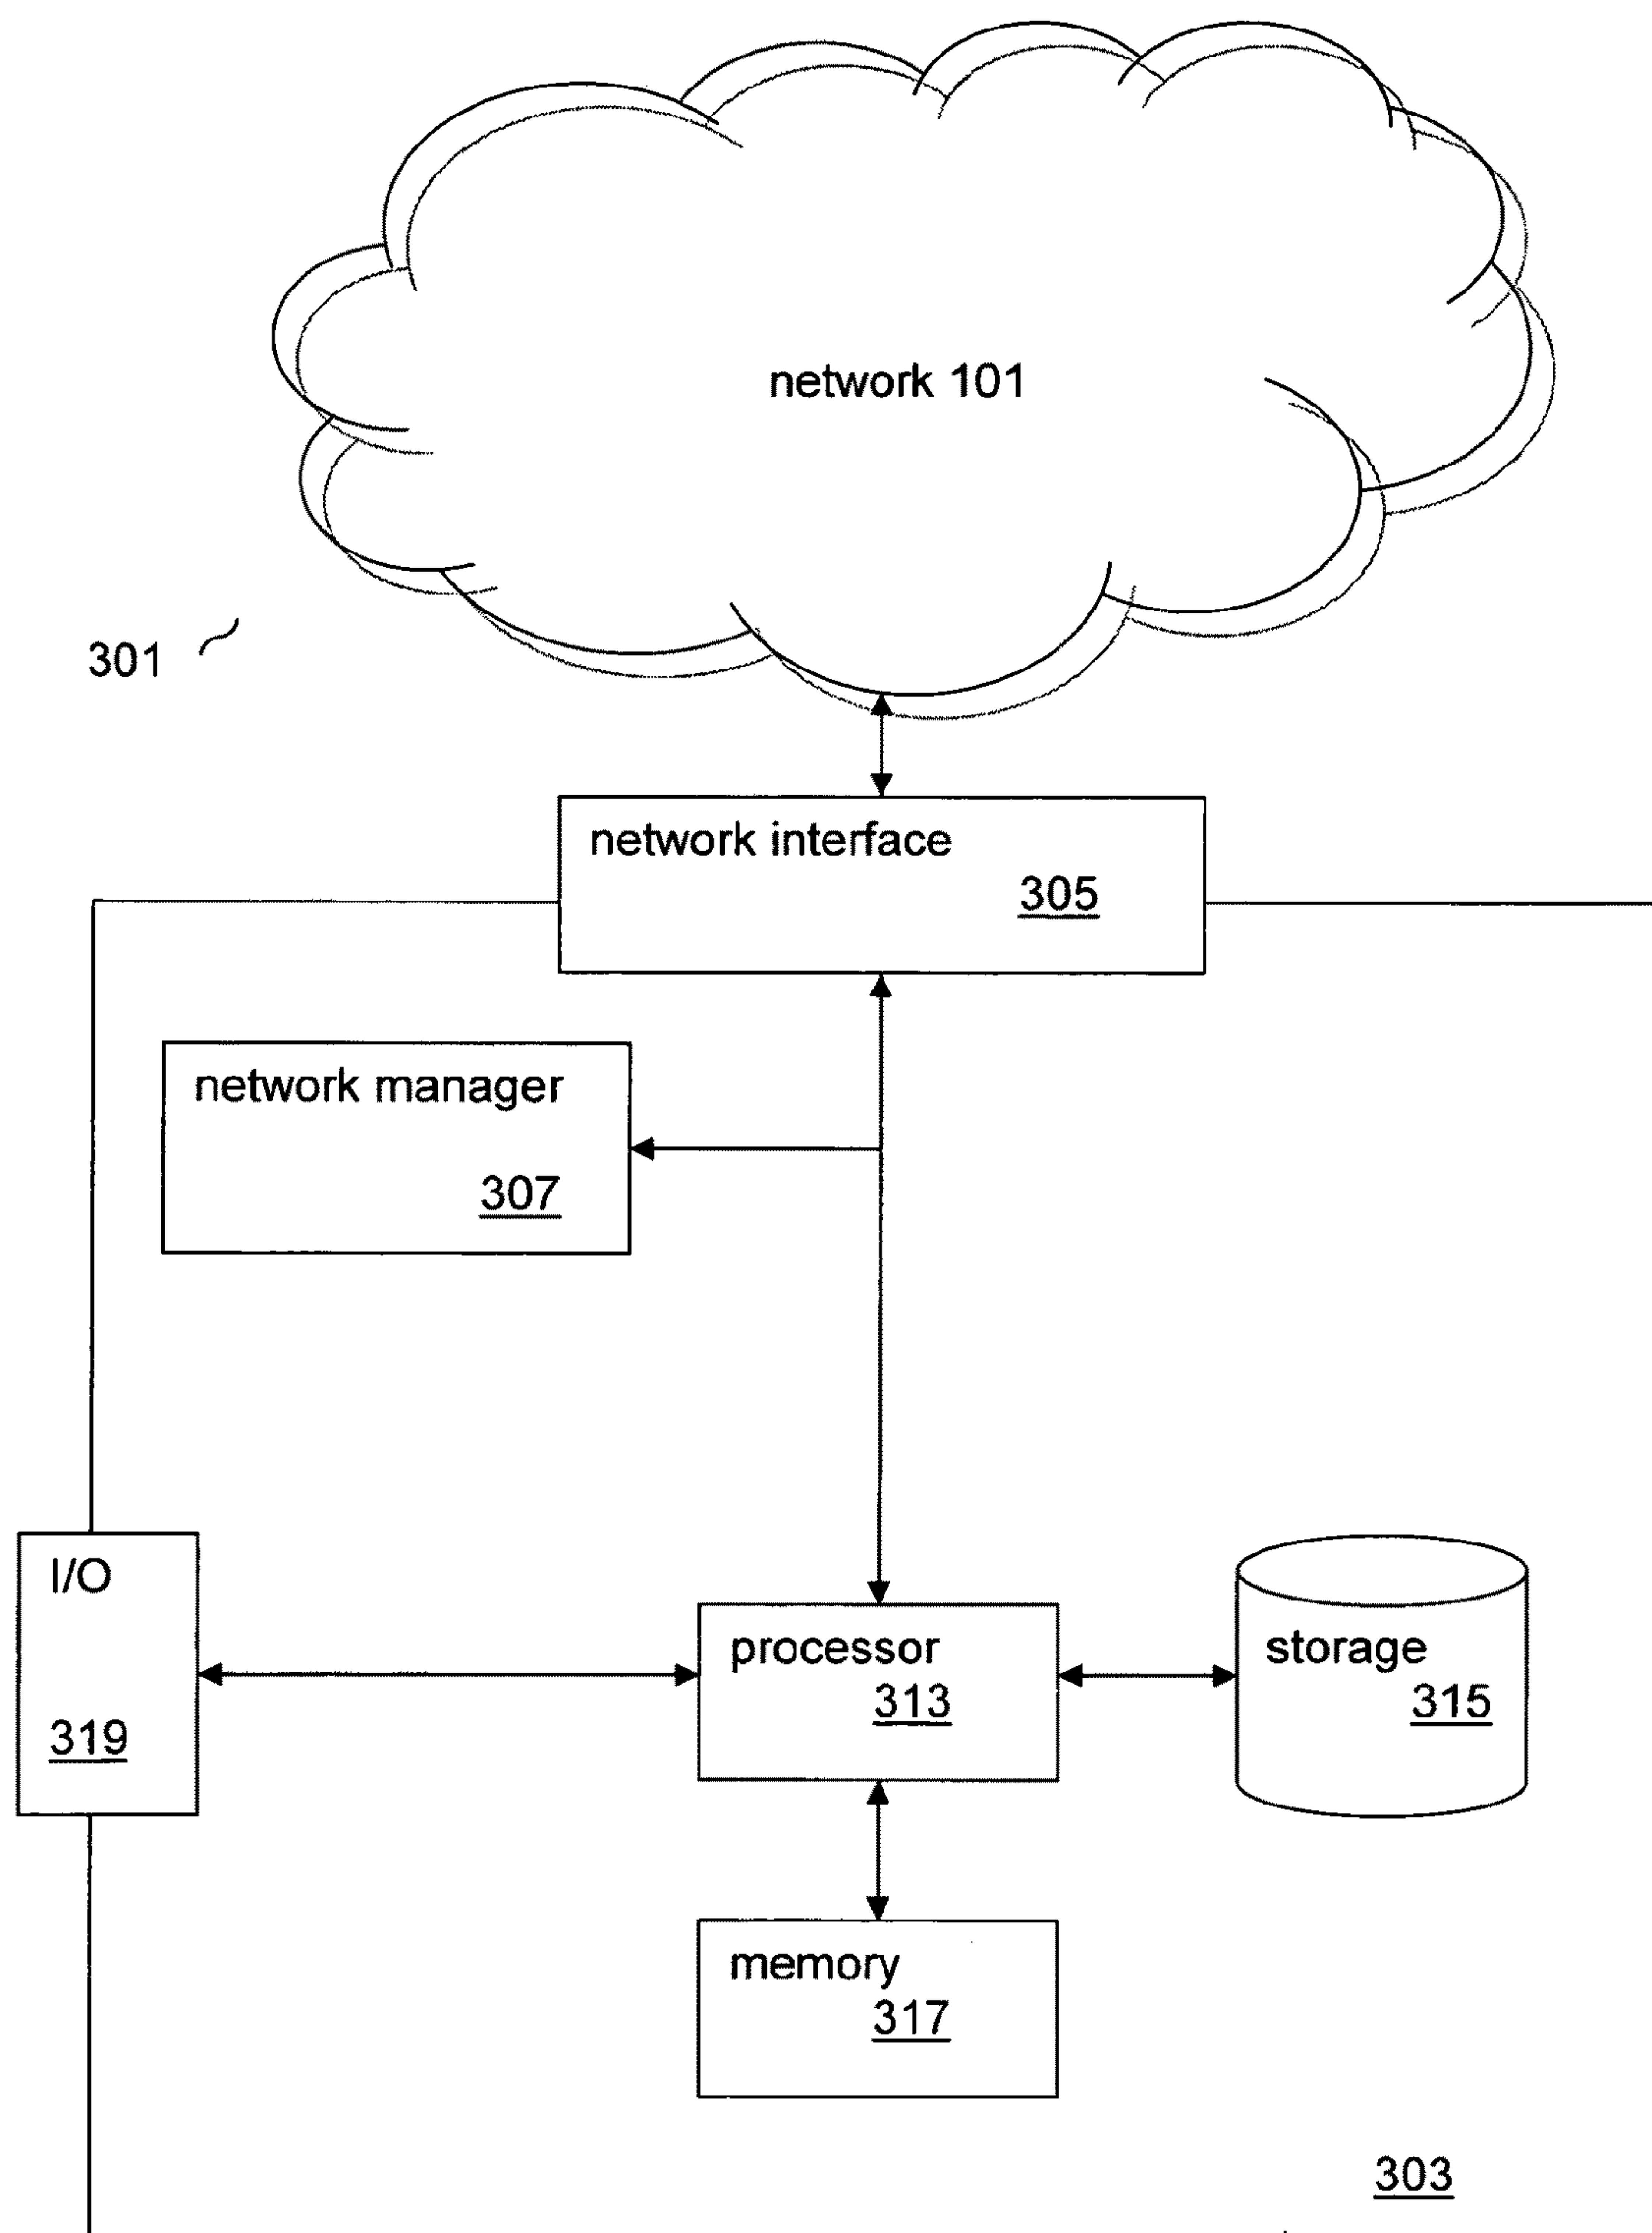 network 101
301
network interface
305
network manager
307
I/O
319
processor
313
storage
315
memory
317
303